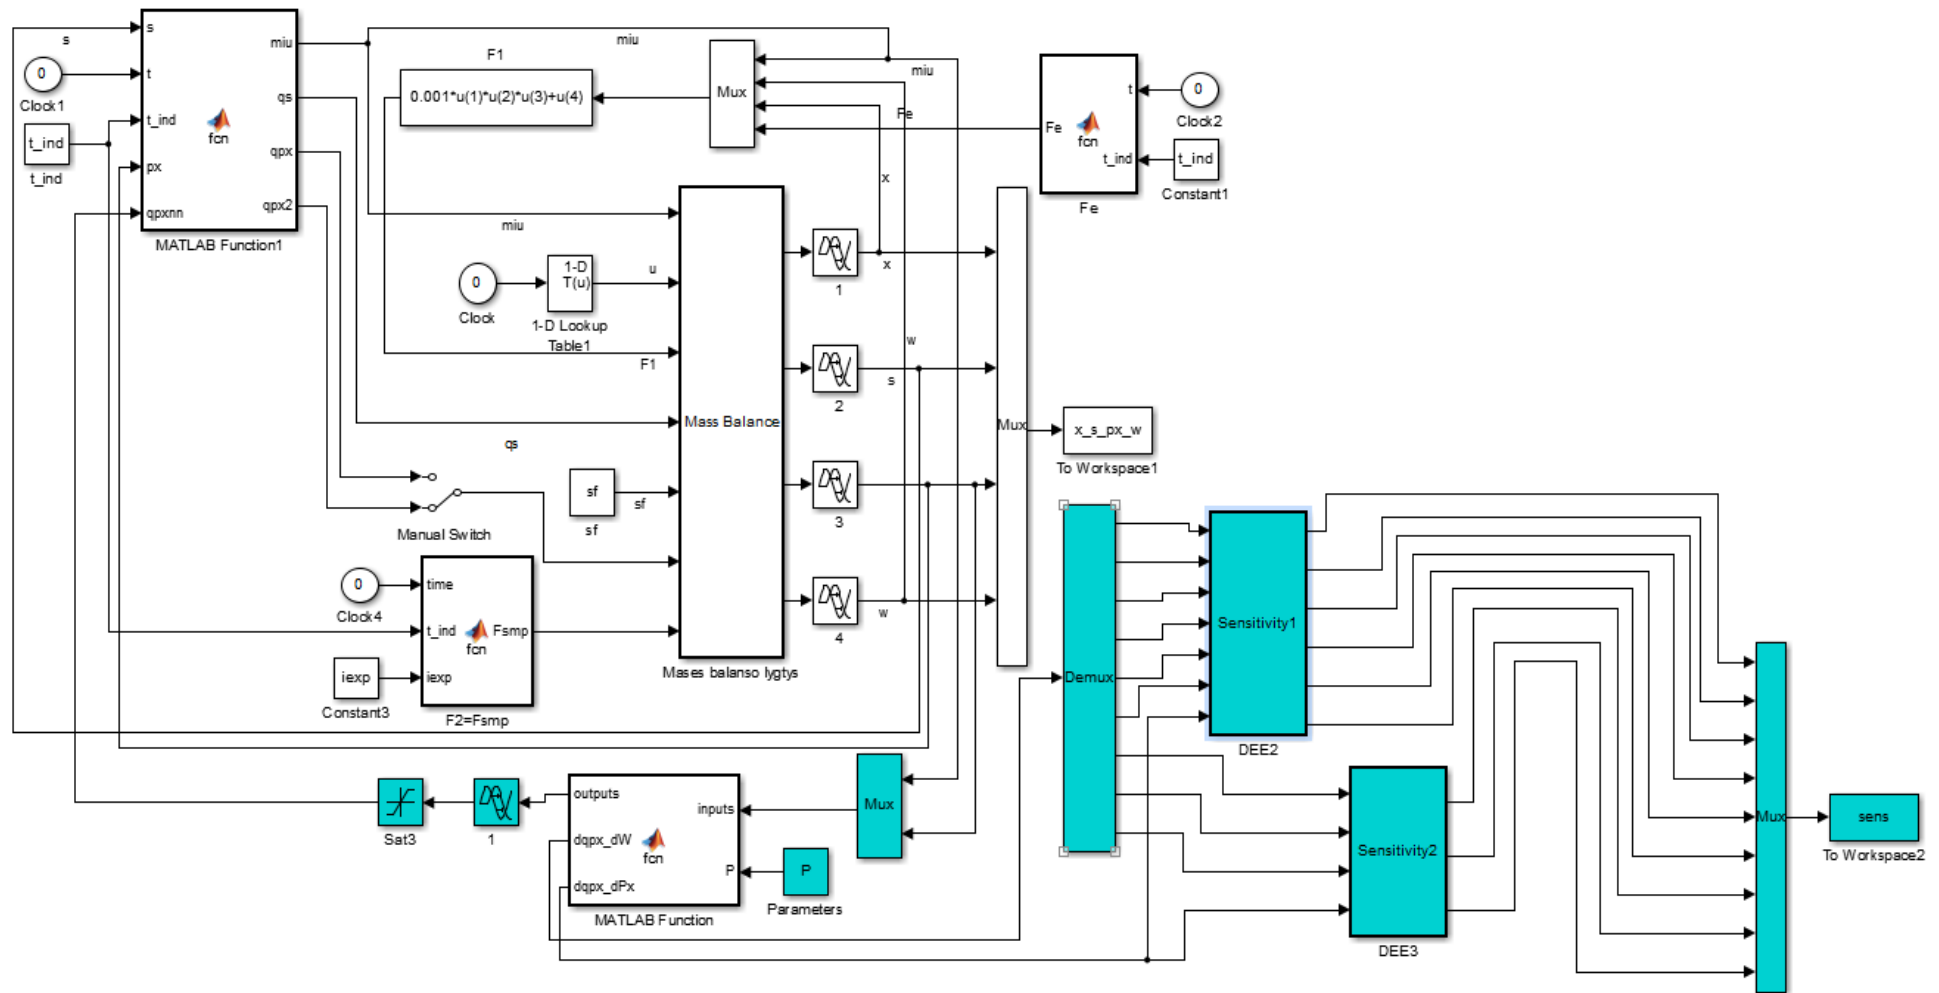 s
0
Clock1
t_ind
t_ind
s
t
t_ind
px
qpxnn
fcn
miu
qs
qpx
qpx2
MATLAB Function1
miu
F1
0.001*u(1)*u(2)*u(3)+u(4)
Mux
miu
Fe
x
Fe
fcn
t
t_ind
Fe
0
Clock2
t_ind
Constant1
miu
0
Clock
1-D
T(u)
1-D Lookup
Table1
u
F1
qs
sf
sf
sf
Manual Switch
Mass Balance
Mases balanso lygtys
1
x
2
s
w
3
4
w
Mux
x_s_px_w
To Workspace1
0
Clock4
iexp
Constant3
time
t_ind
iexp
fcn
Fsmp
F2=Fsmp
Sat3
1
outputs
dqpx_dW
dqpx_dPx
fcn
inputs
P
MATLAB Function
Mux
P
Parameters
Demux
Sensitivity1
DEE2
Sensitivity2
DEE3
Mux
sens
To Workspace2